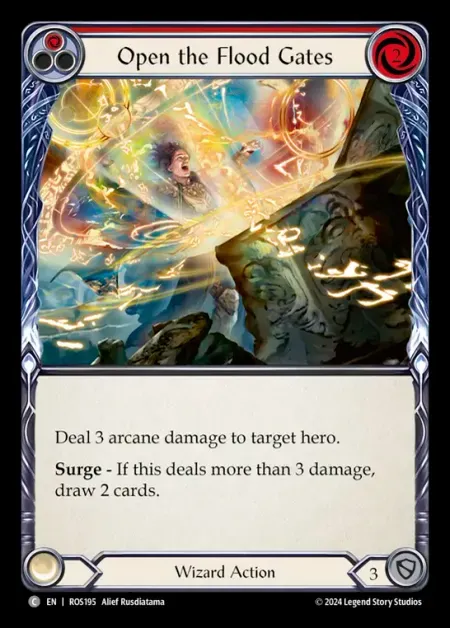 Open the Flood Gates
2
Deal 3 arcane damage to target hero.
Surge - If this deals more than 3 damage,
draw 2 cards.
Wizard Action
3
C EN | ROS195 Alief Rusdiatama
© 2024 Legend Story Studios